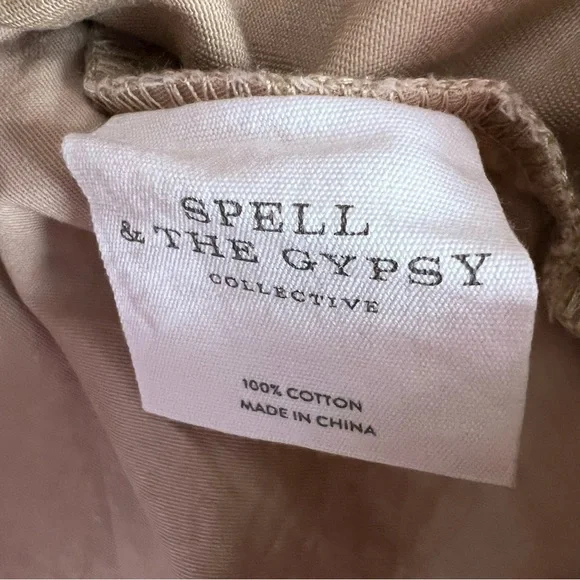 SPELL
& THE GYPSY
COLLECTIVE
100% COTTON
MADE IN CHINA